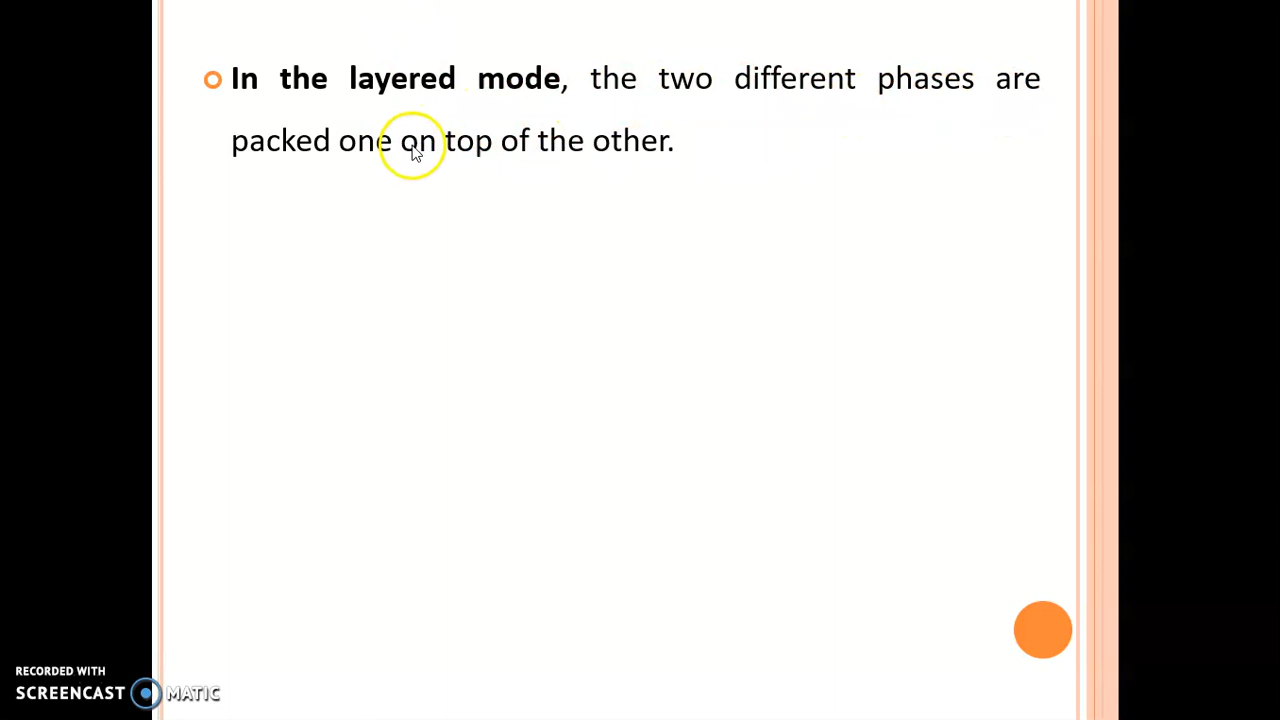 In the layered mode, the two different phases are
packed one on top of the other.
RECORDED WITH
SCREENCAST MATIC